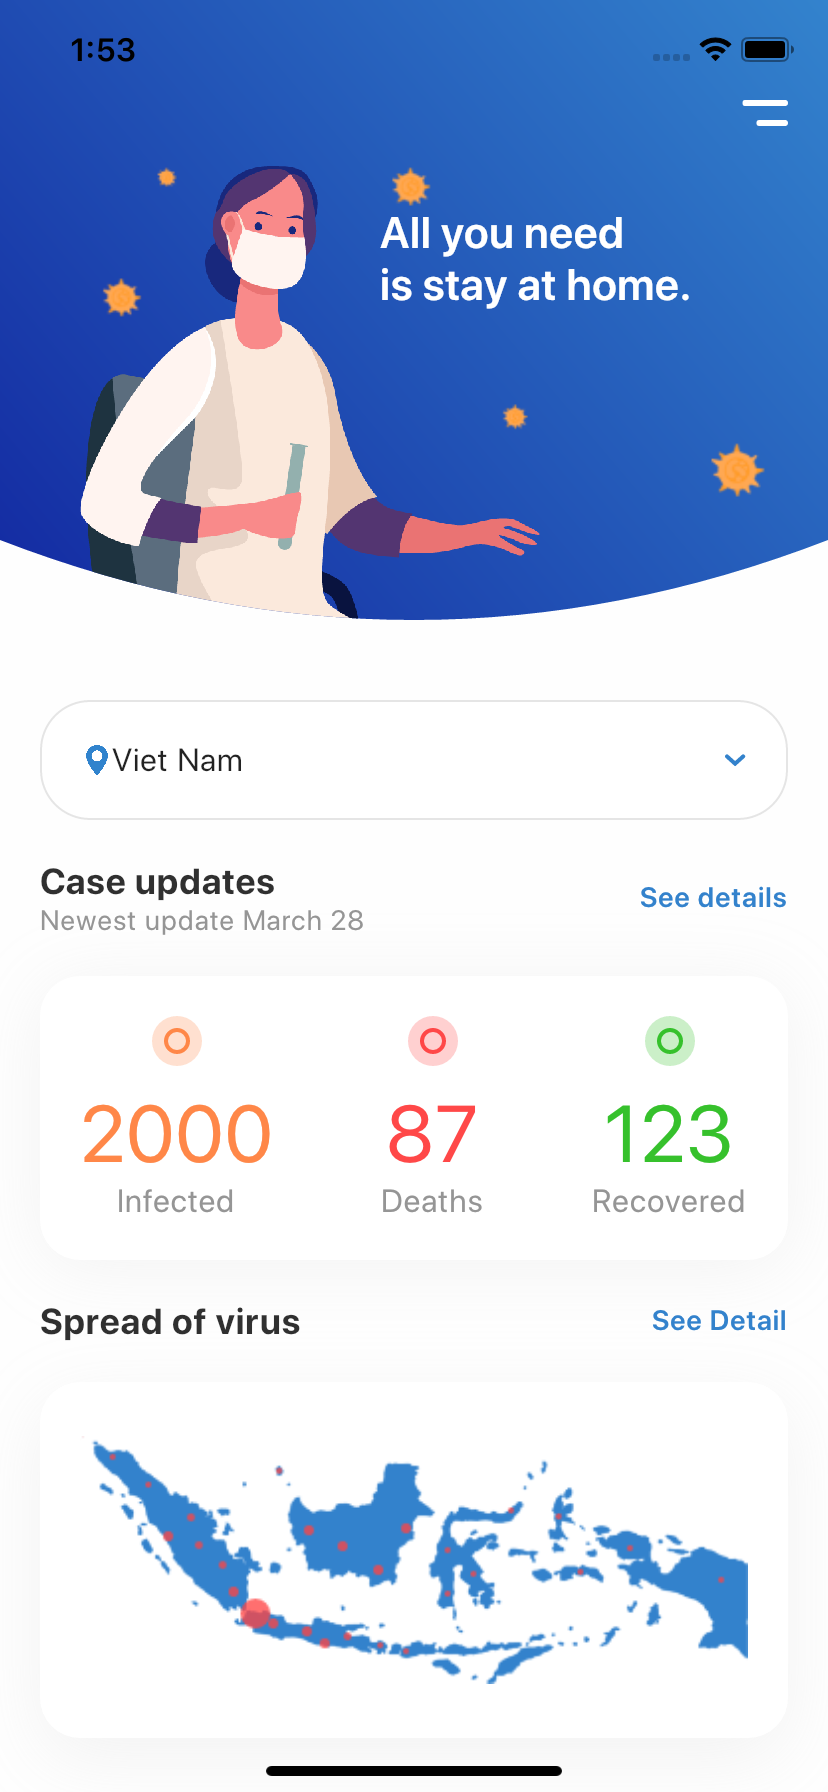 1:53
All you need
is stay at home.
Viet Nam
Case updates
See details
Newest update March 28
2000
87
123
Infected
Deaths
Recovered
Spread of virus
See Detail